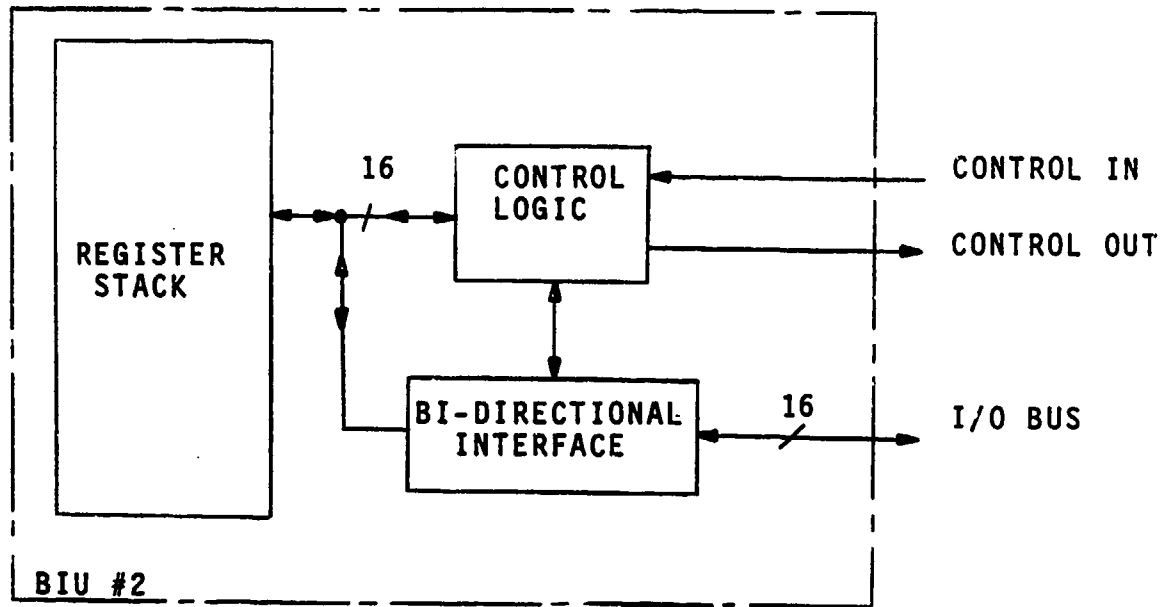 16
CONTROL
LOGIC
CONTROL IN
CONTROL OUT
REGISTER
STACK
BI-DIRECTIONAL
INTERFACE
16
I/O BUS
BIU #2